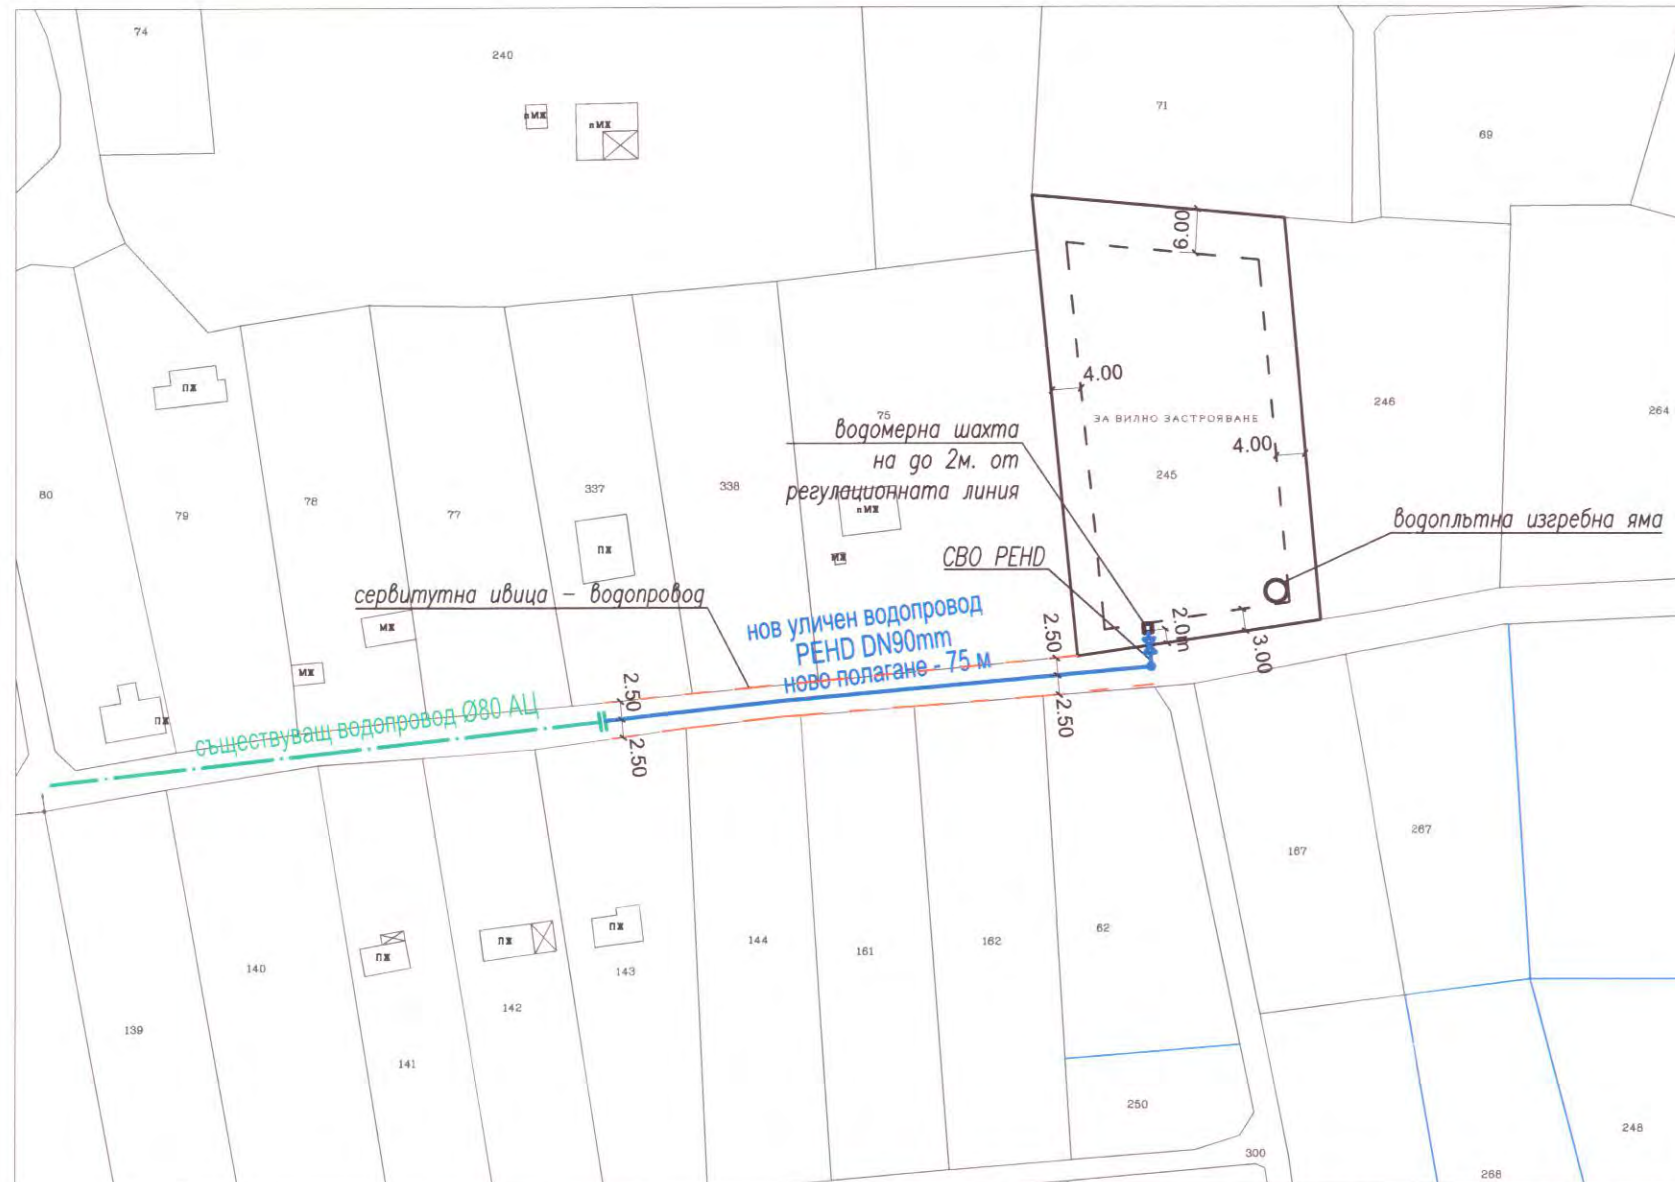 74
240
71
69
пМЖ
пМЖ
6.00
4.00
ЗА ВИЛНО ЗАСТРОЯВАНЕ
4.00
245
246
264
ПЖ
80
79
78
77
337
338
75
водомерна шахта
на до 2м. от
регулационната линия
пМЖ
МЖ
ПЖ
СВО PEHD
водоплътна изгребна яма
сервитутна ивица – водопровод
МЖ
МЖ
ПЖ
нов уличен водопровод
PEHD DN90mm
ново полагане - 75 м
2.50
2.0m
3.00
2.50
2.50
2.50
съществуващ водопровод Ø80 АЦ
139
140
ПЖ
141
ПЖ
142
ПЖ
143
144
161
162
62
167
267
250
300
268
248